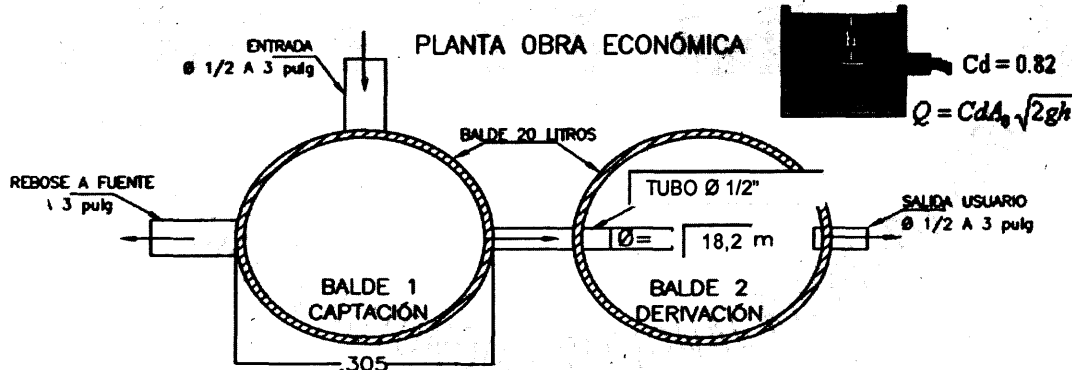 PLANTA OBRA ECONÓMICA
ENTRADA
Ø 1/2 A 3 pulg
h
Cd = 0.82
Q = CdA₀ √2gh
BALDE 20 LITROS
REBOSE A FUENTE
\ 3 pulg
TUBO Ø 1/2"
SALIDA USUARIO
Ø 1/2 A 3 pulg
Ø= 18,2 m
BALDE 1
CAPTACIÓN
BALDE 2
DERIVACIÓN
.305